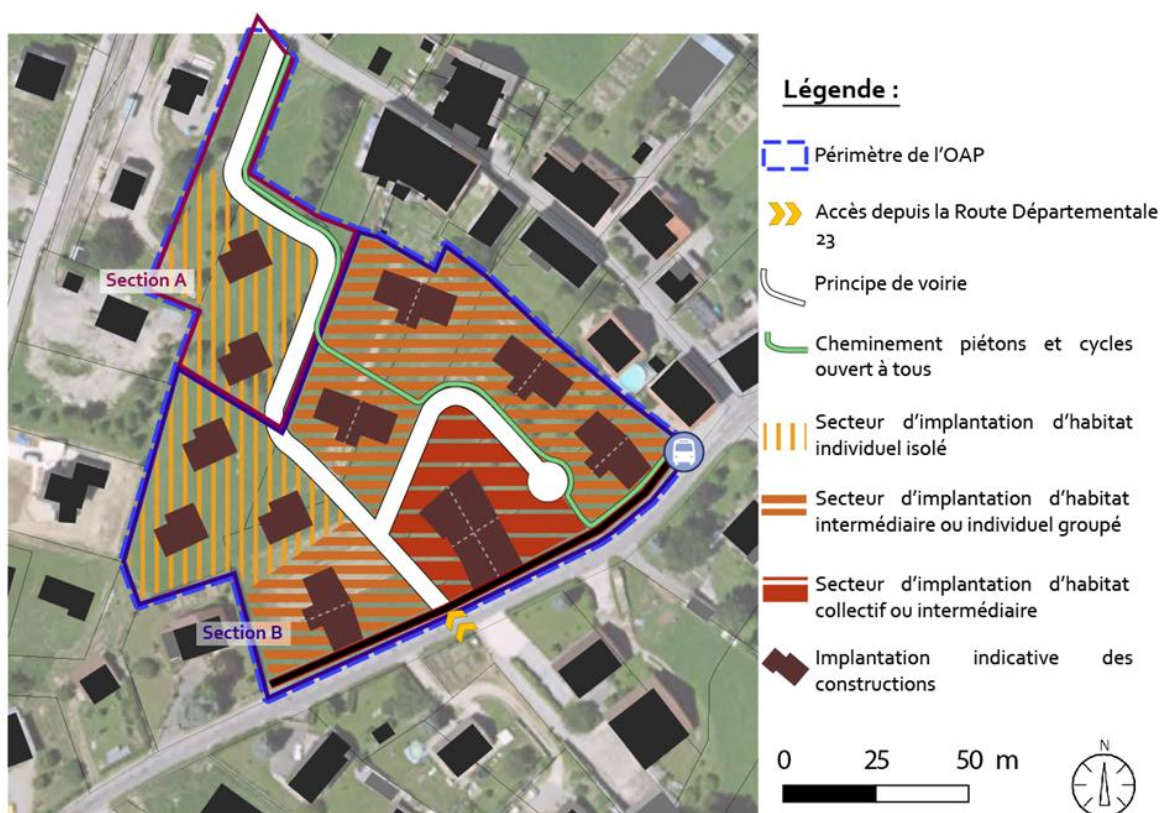 Légende :
Périmètre de l'OAP
Accès depuis la Route Départementale
23
Principe de voirie
Cheminement piétons et cycles
ouvert à tous
Secteur d'implantation d'habitat
individuel isolé
Secteur d'implantation d'habitat
intermédiaire ou individuel groupé
Secteur d'implantation d'habitat
collectif ou intermédiaire
Implantation indicative des
constructions
0 25 50 m
N
Section A
Section B